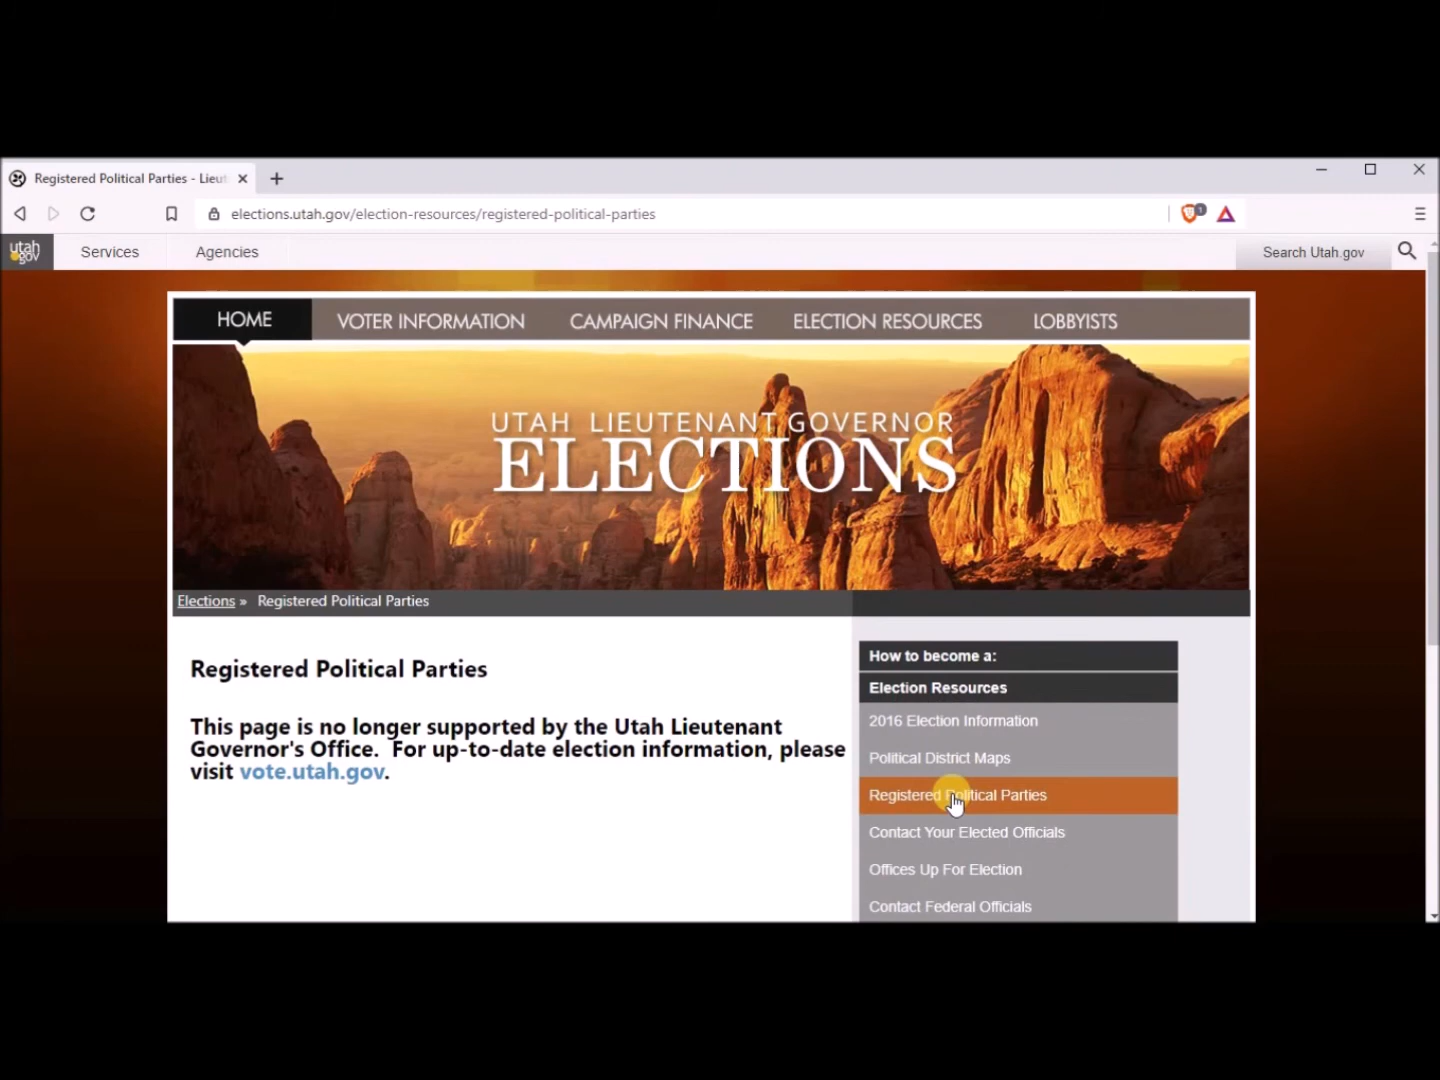 Registered Political Parties - Lieut
elections.utah.gov/election-resources/registered-political-parties
1
utah
gov
Services
Agencies
Search Utah.gov
HOME
VOTER INFORMATION
CAMPAIGN FINANCE
ELECTION RESOURCES
LOBBYISTS
UTAH LIEUTENANT GOVERNOR
ELECTIONS
Elections » Registered Political Parties
Registered Political Parties
This page is no longer supported by the Utah Lieutenant
Governor's Office. For up-to-date election information, please
visit vote.utah.gov.
How to become a:
Election Resources
2016 Election Information
Political District Maps
Registered Political Parties
Contact Your Elected Officials
Offices Up For Election
Contact Federal Officials